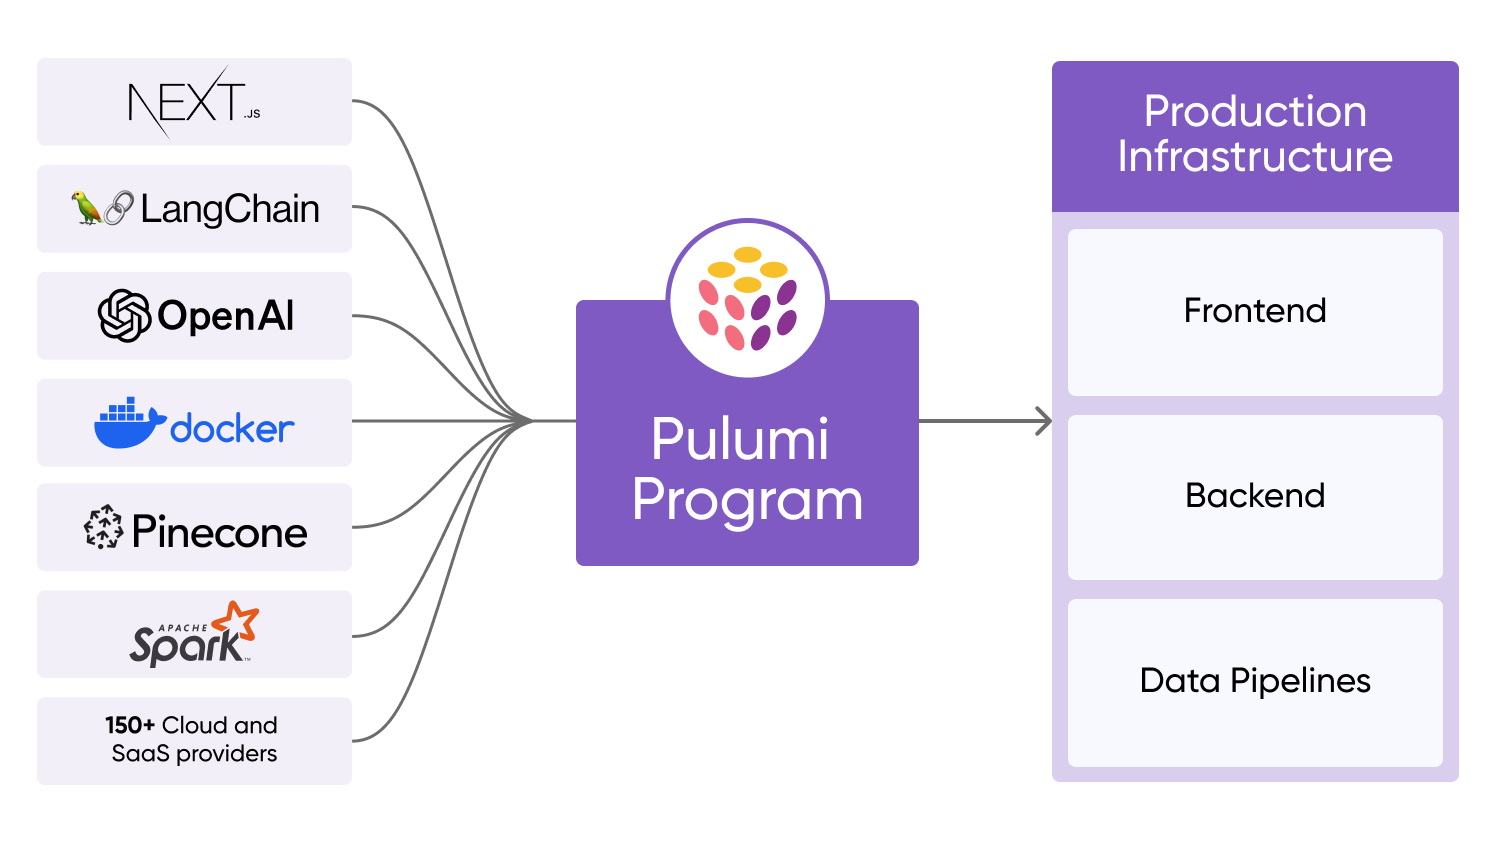 NEXT.JS
LangChain
OpenAI
docker
Pinecone
APACHE
Spark™
150+ Cloud and
SaaS providers
Pulumi
Program
Production
Infrastructure
Frontend
Backend
Data Pipelines